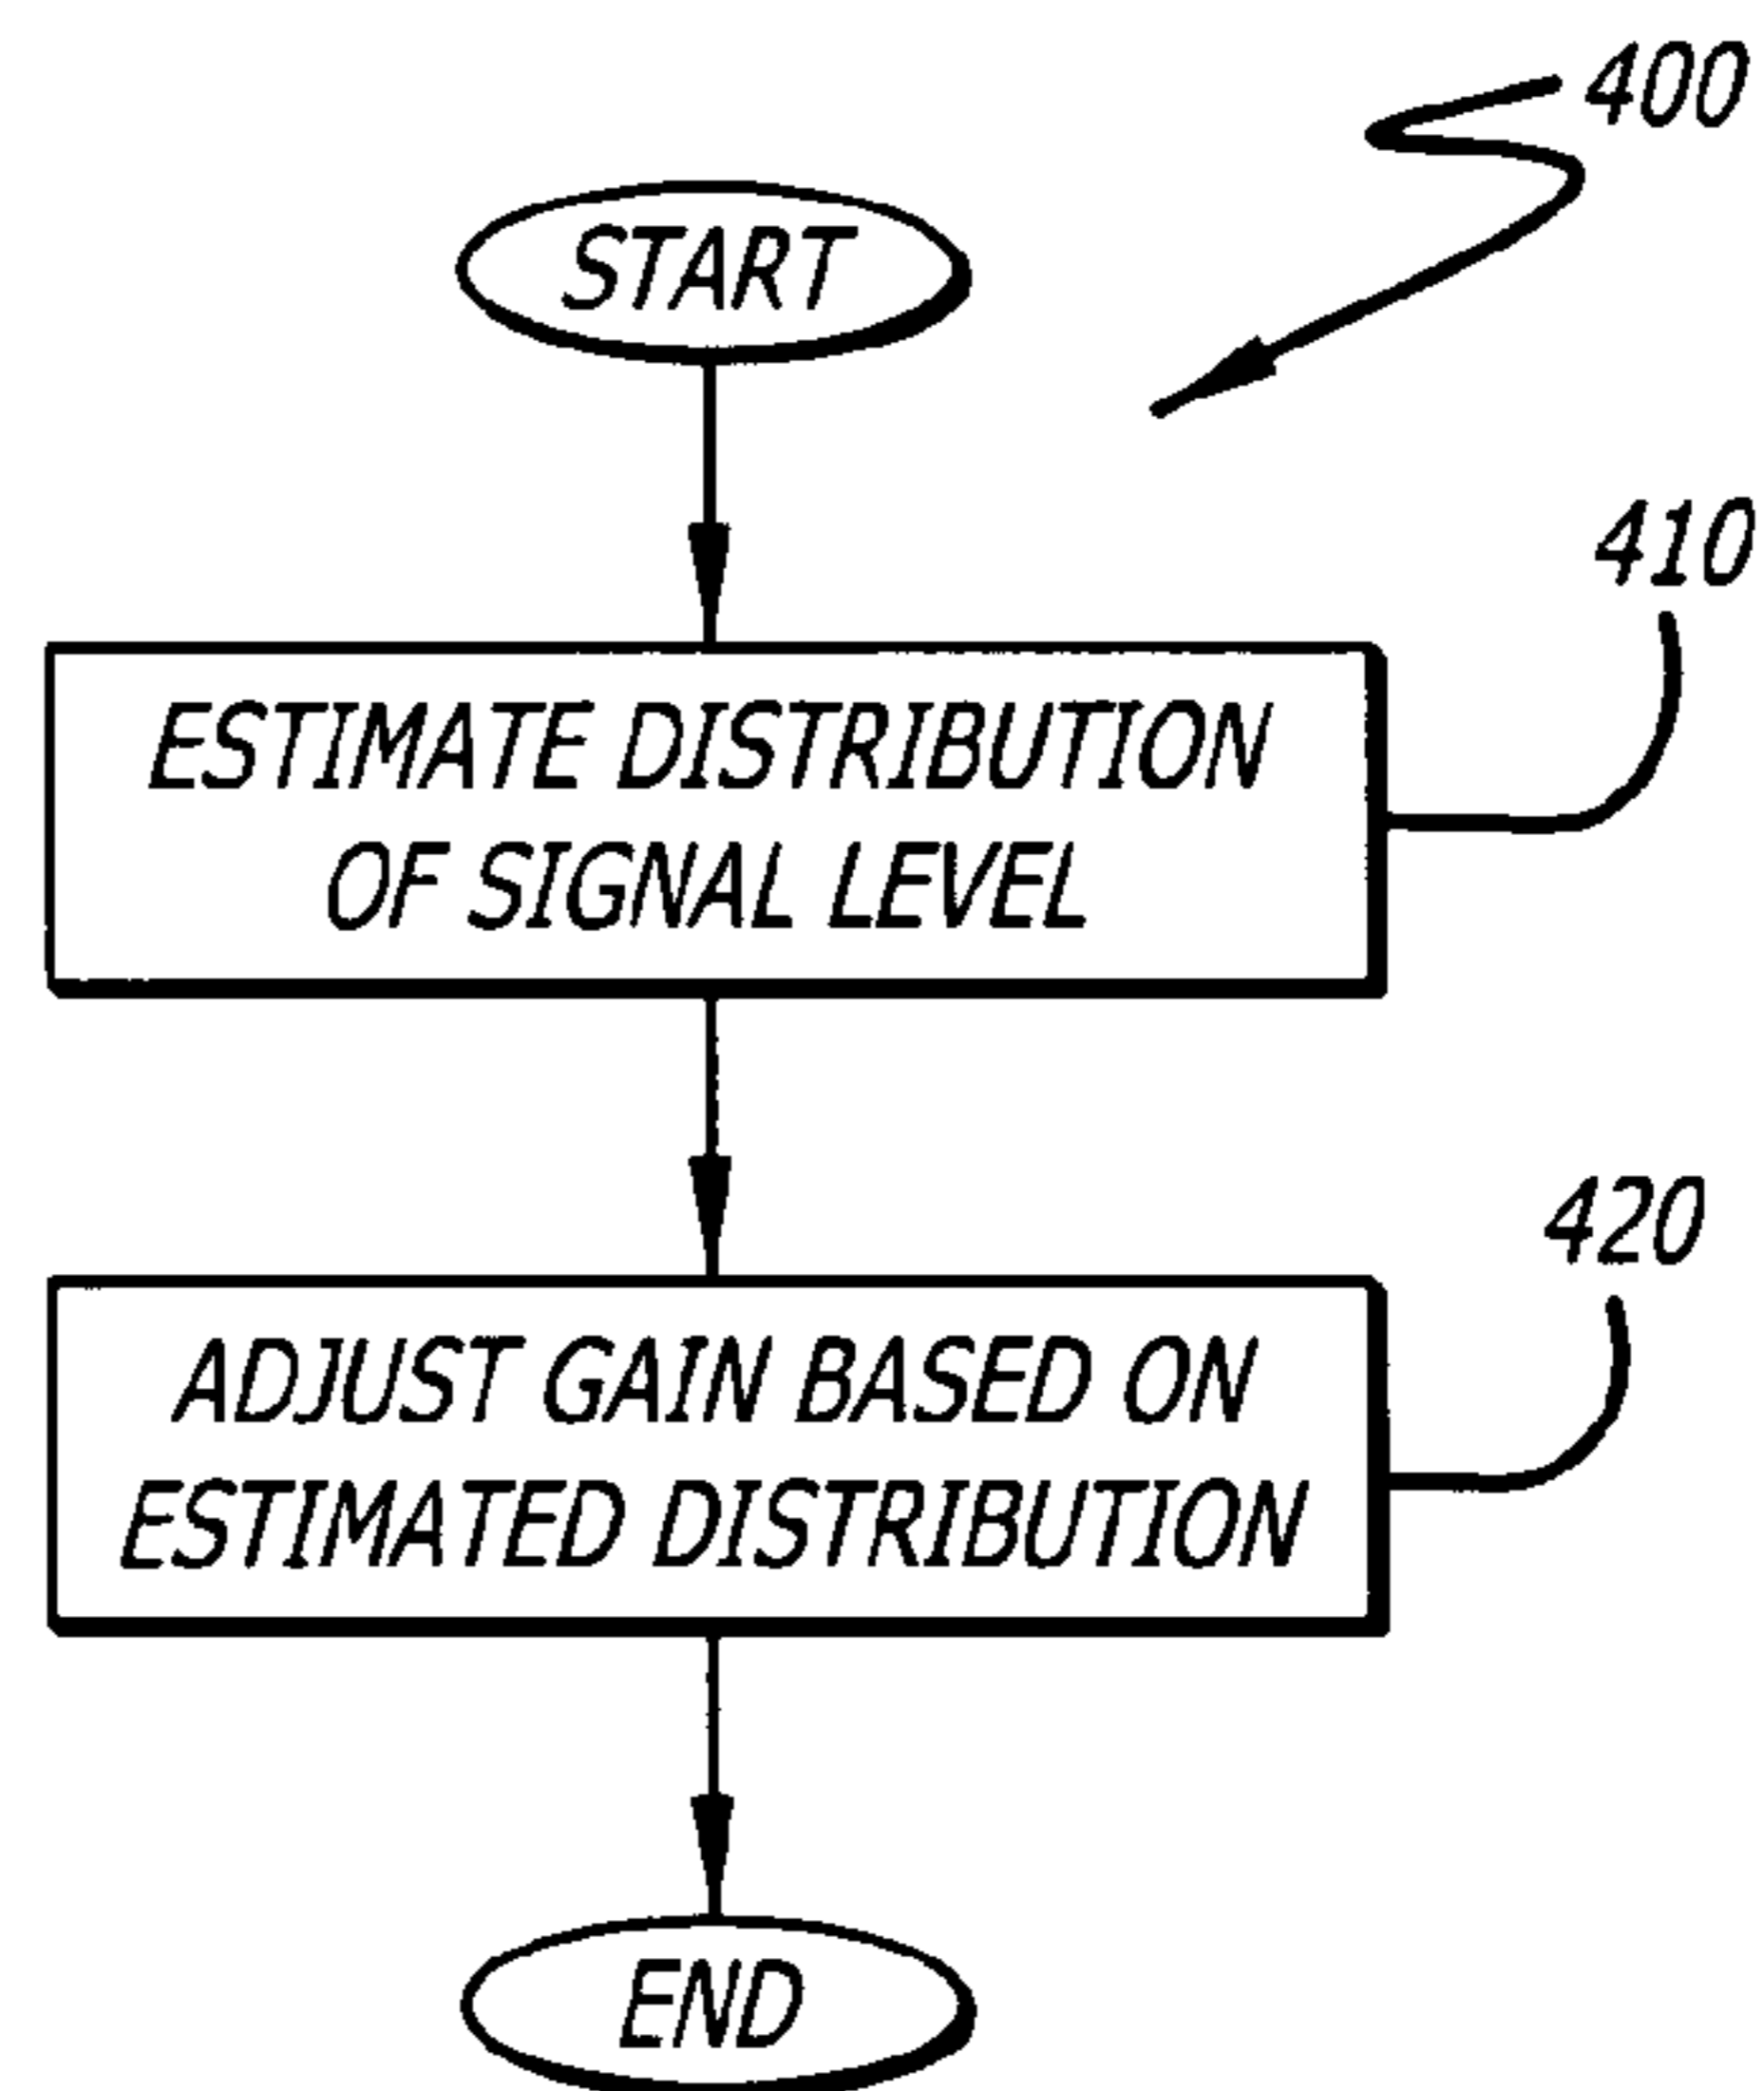 400
START
410
ESTIMATE DISTRIBUTION
OF SIGNAL LEVEL
420
ADJUST GAIN BASED ON
ESTIMATED DISTRIBUTION
END